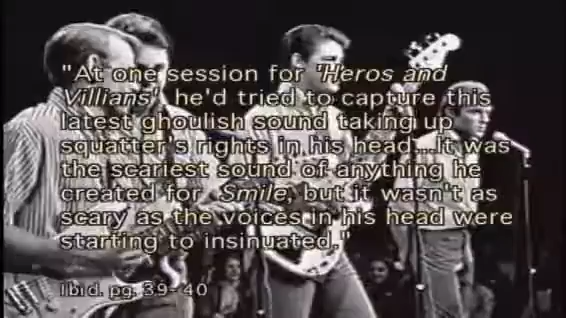 "At one session for 'Heros and
Villians', he'd tried to capture this
latest ghoulish sound taking up
squatter's rights in his head...It was
the scariest sound of anything he
created for Smile, but it wasn't as
scary as the voices in his head were
starting to insinuated."
Ibid. pg. 39-40